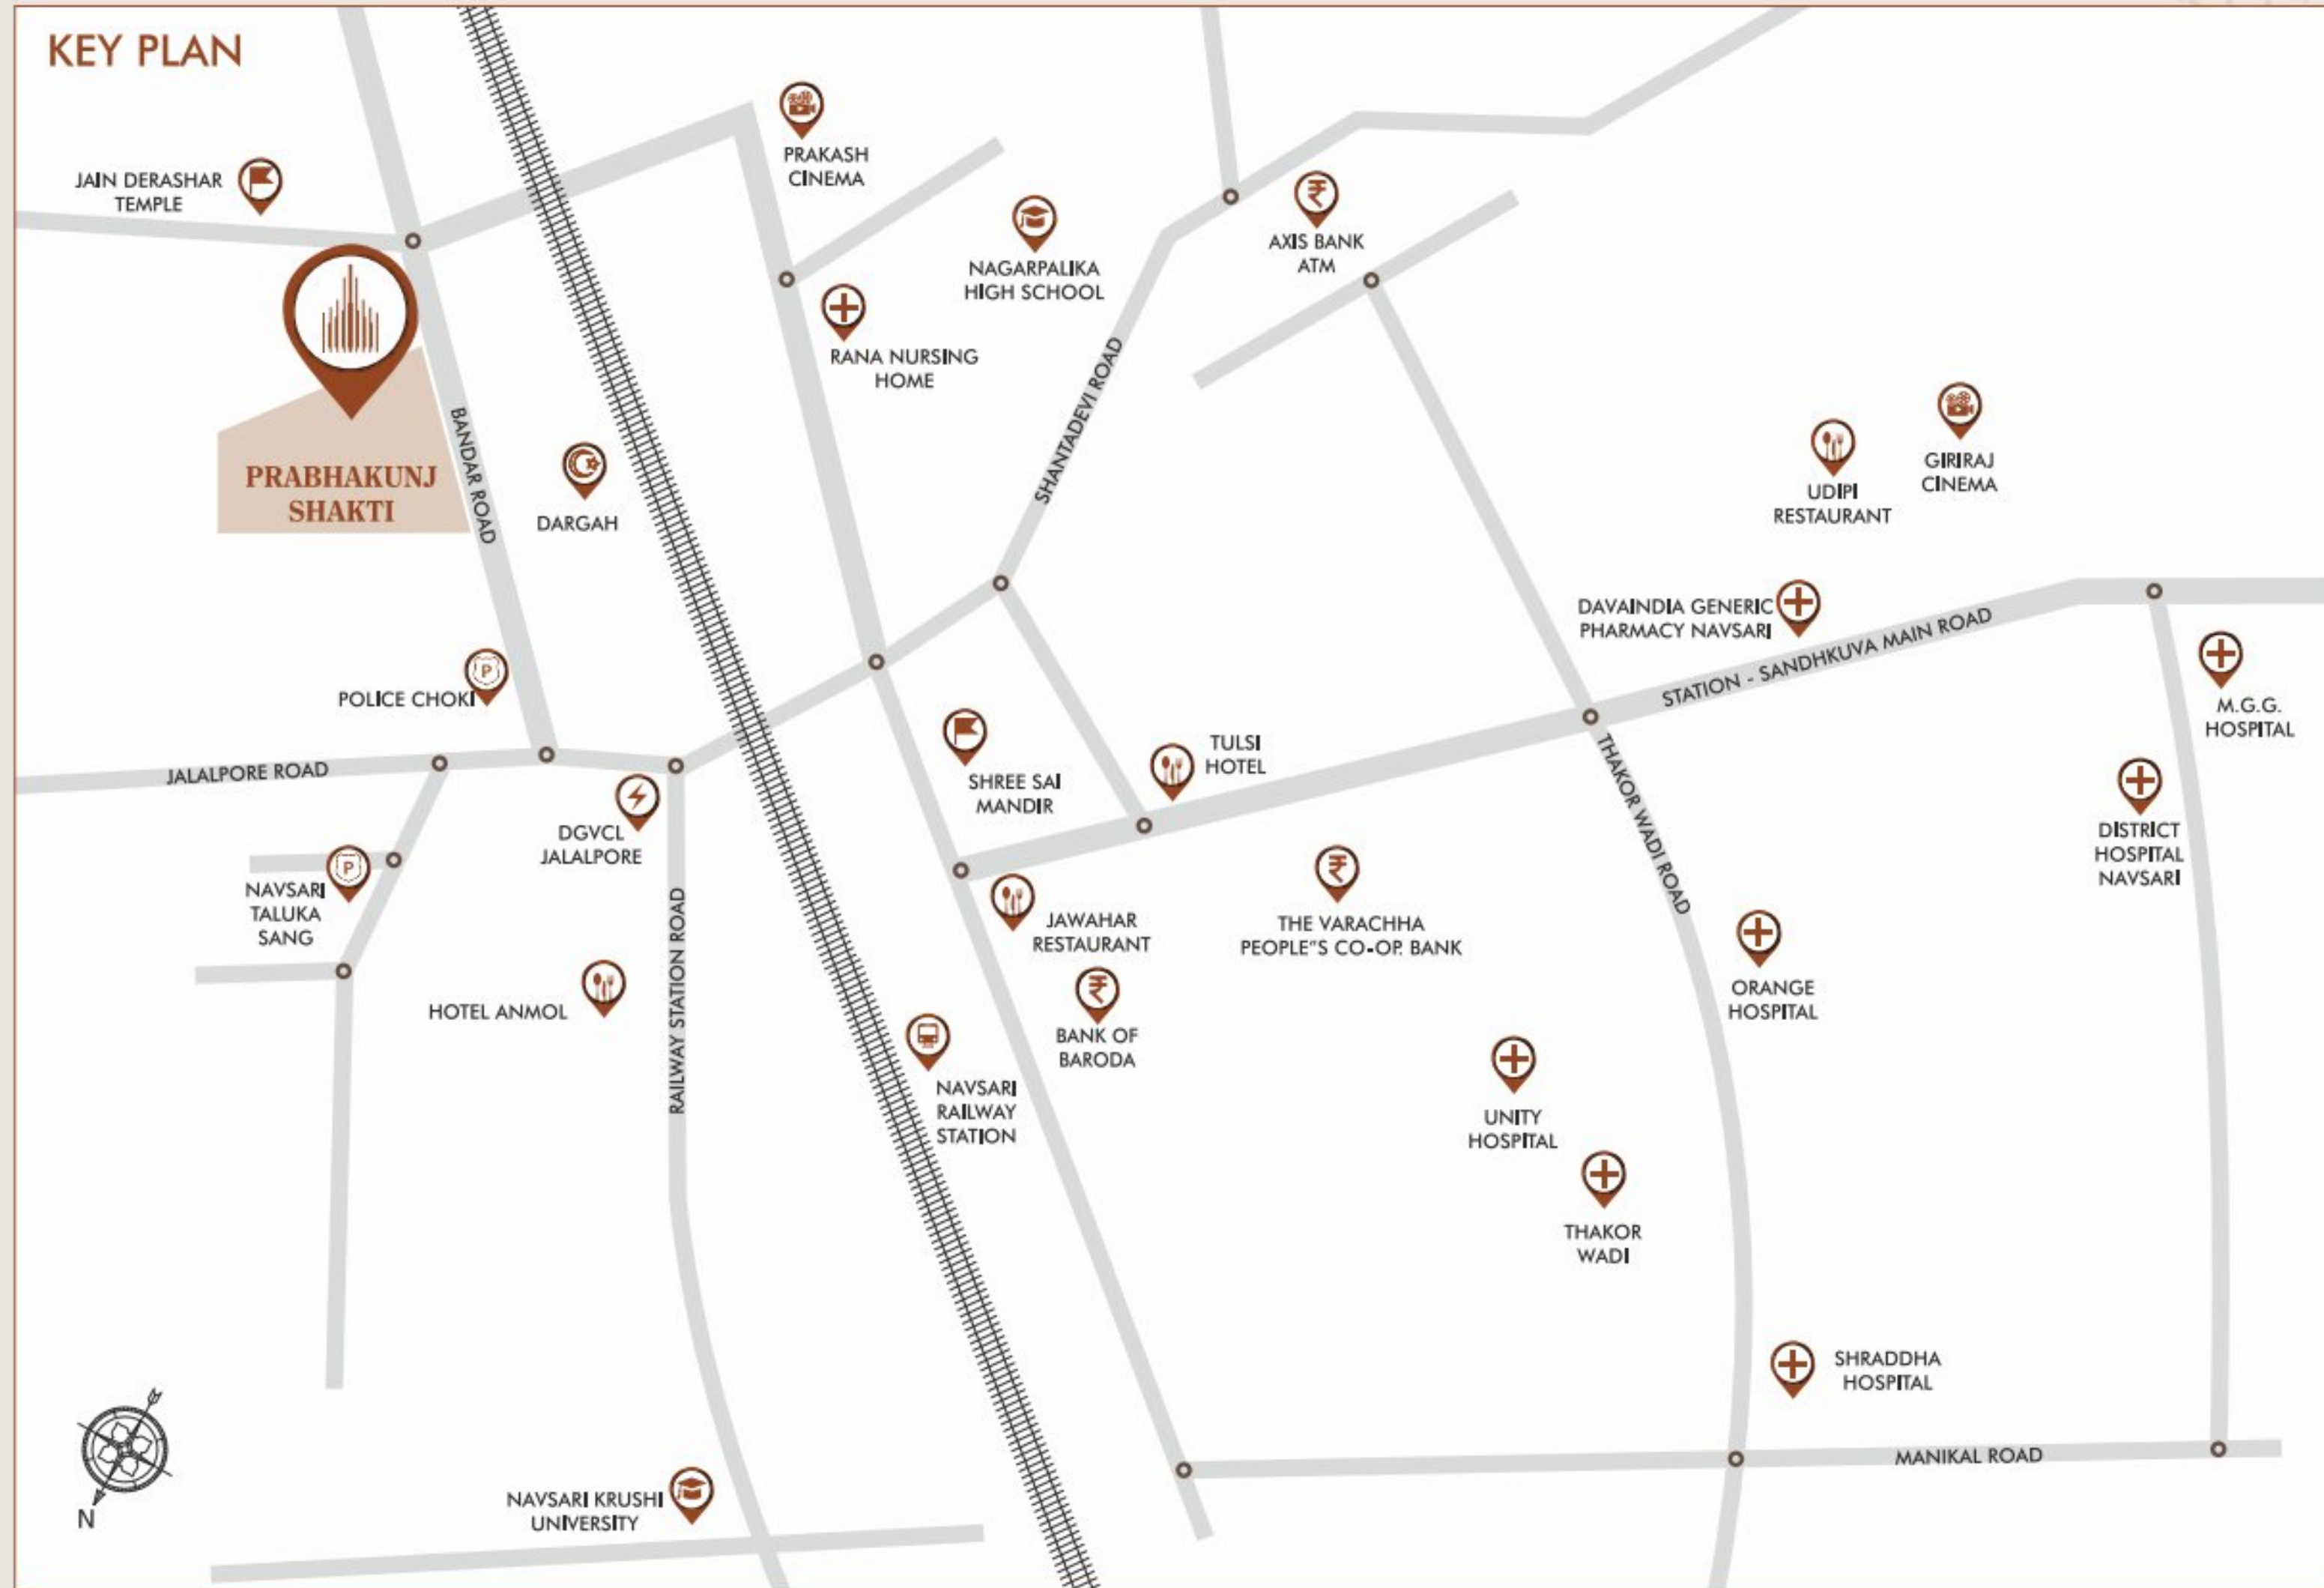 KEY PLAN
PRAKASH
CINEMA
JAIN DERASHAR
TEMPLE
NAGARPALIKA
HIGH SCHOOL
AXIS BANK
ATM
RANA NURSING
HOME
SHANTADEVI ROAD
BANDAR ROAD
PRABHAKUNJ
SHAKTI
DARGAH
UDIPI
RESTAURANT
GIRIRAJ
CINEMA
DAVAINDIA GENERIC
PHARMACY NAVSARI
STATION - SANDHKUVA MAIN ROAD
P
POLICE CHOKI
M.G.G.
HOSPITAL
JALALPORE ROAD
SHREE SAI
MANDIR
TULSI
HOTEL
THAKOR WADI ROAD
DGVCL
JALALPORE
DISTRICT
HOSPITAL
NAVSARI
P
NAVSARI
TALUKA
SANG
RAILWAY STATION ROAD
JAWAHAR
RESTAURANT
THE VARACHHA
PEOPLE"S CO-OP. BANK
HOTEL ANMOL
ORANGE
HOSPITAL
BANK OF
BARODA
NAVSARI
RAILWAY
STATION
UNITY
HOSPITAL
THAKOR
WADI
SHRADDHA
HOSPITAL
MANIKAL ROAD
NAVSARI KRUSHI
UNIVERSITY
N